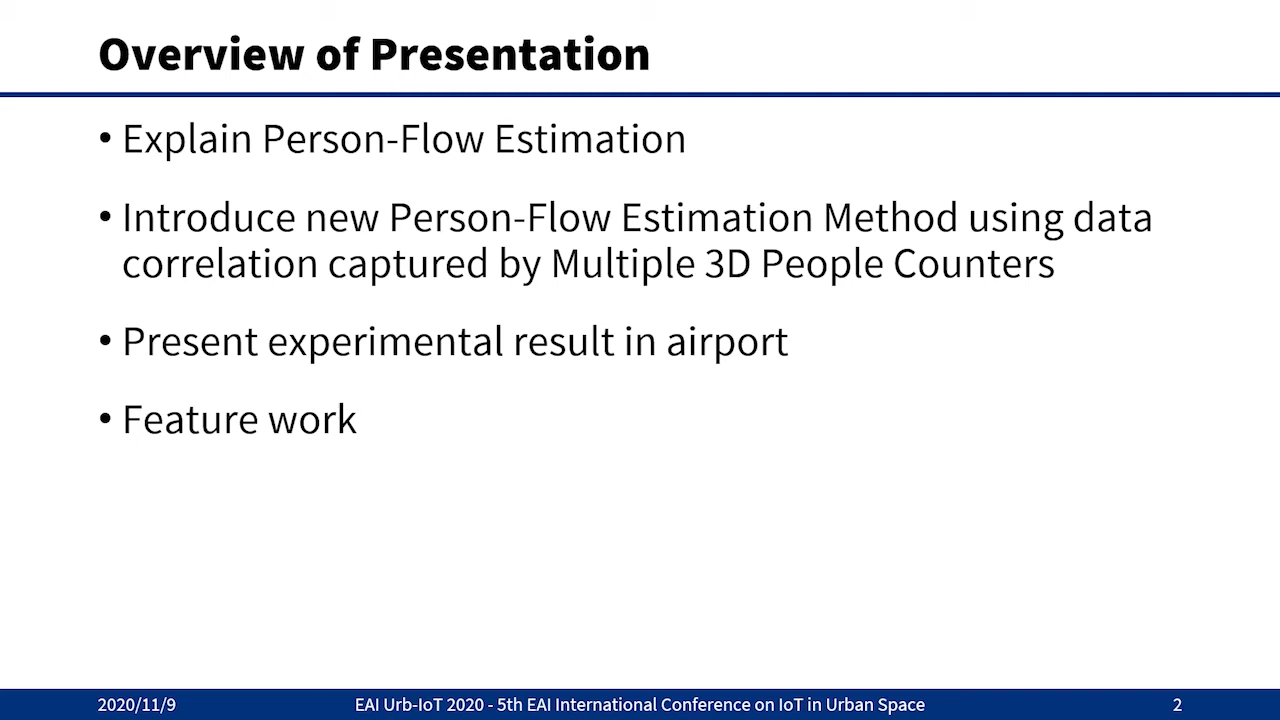 Overview of Presentation
• Explain Person-Flow Estimation
• Introduce new Person-Flow Estimation Method using data
correlation captured by Multiple 3D People Counters
• Present experimental result in airport
• Feature work
2020/11/9
EAI Urb-IoT 2020 - 5th EAI International Conference on IoT in Urban Space
2